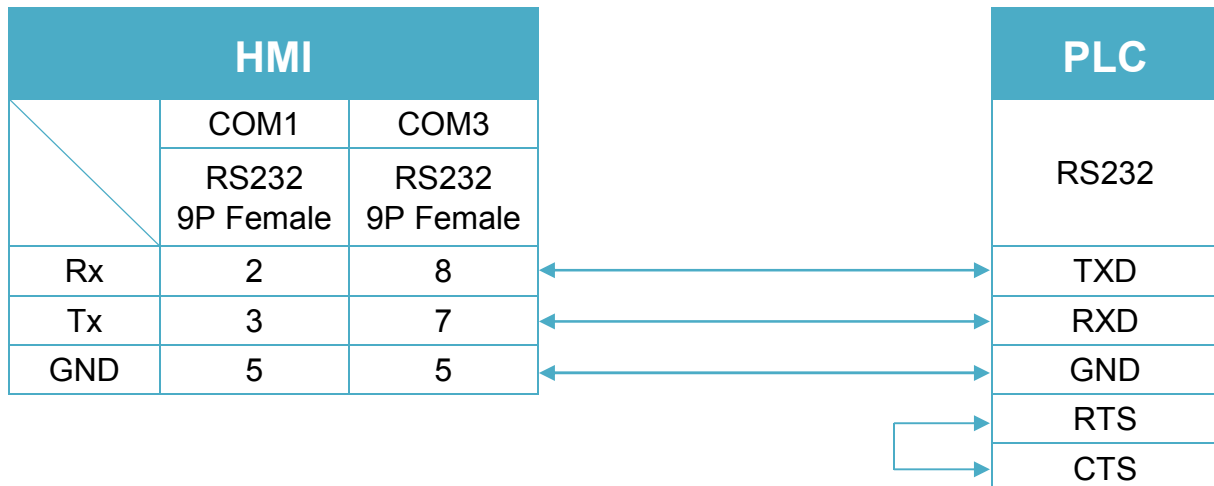 HMI PLC
COM1 COM3
RS232 RS232 RS232
9P Female 9P Female
Rx 2 8 TXD
Tx 3 7 RXD
GND 5 5 GND
RTS
CTS